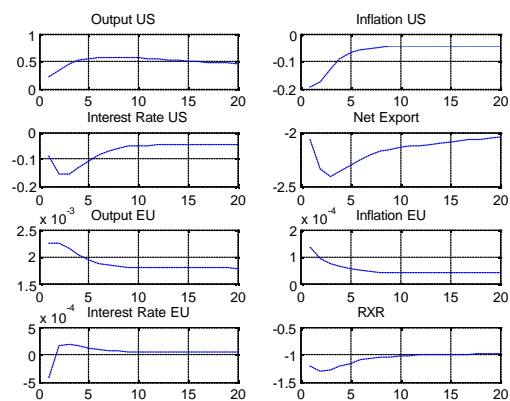 Output US
Inflation US
1
0.5
0
0 5 10 15 20
0
-0.1
-0.2
0 5 10 15 20
Interest Rate US
Net Export
0
-0.1
-0.2
0 5 10 15 20
-2
-2.5
0 5 10 15 20
x 10⁻³ Output EU
x 10⁻⁴ Inflation EU
2.5
2
1.5
0 5 10 15 20
2
1
0
0 5 10 15 20
x 10⁻⁴ Interest Rate EU
RXR
5
0
-5
0 5 10 15 20
-0.5
-1
-1.5
0 5 10 15 20